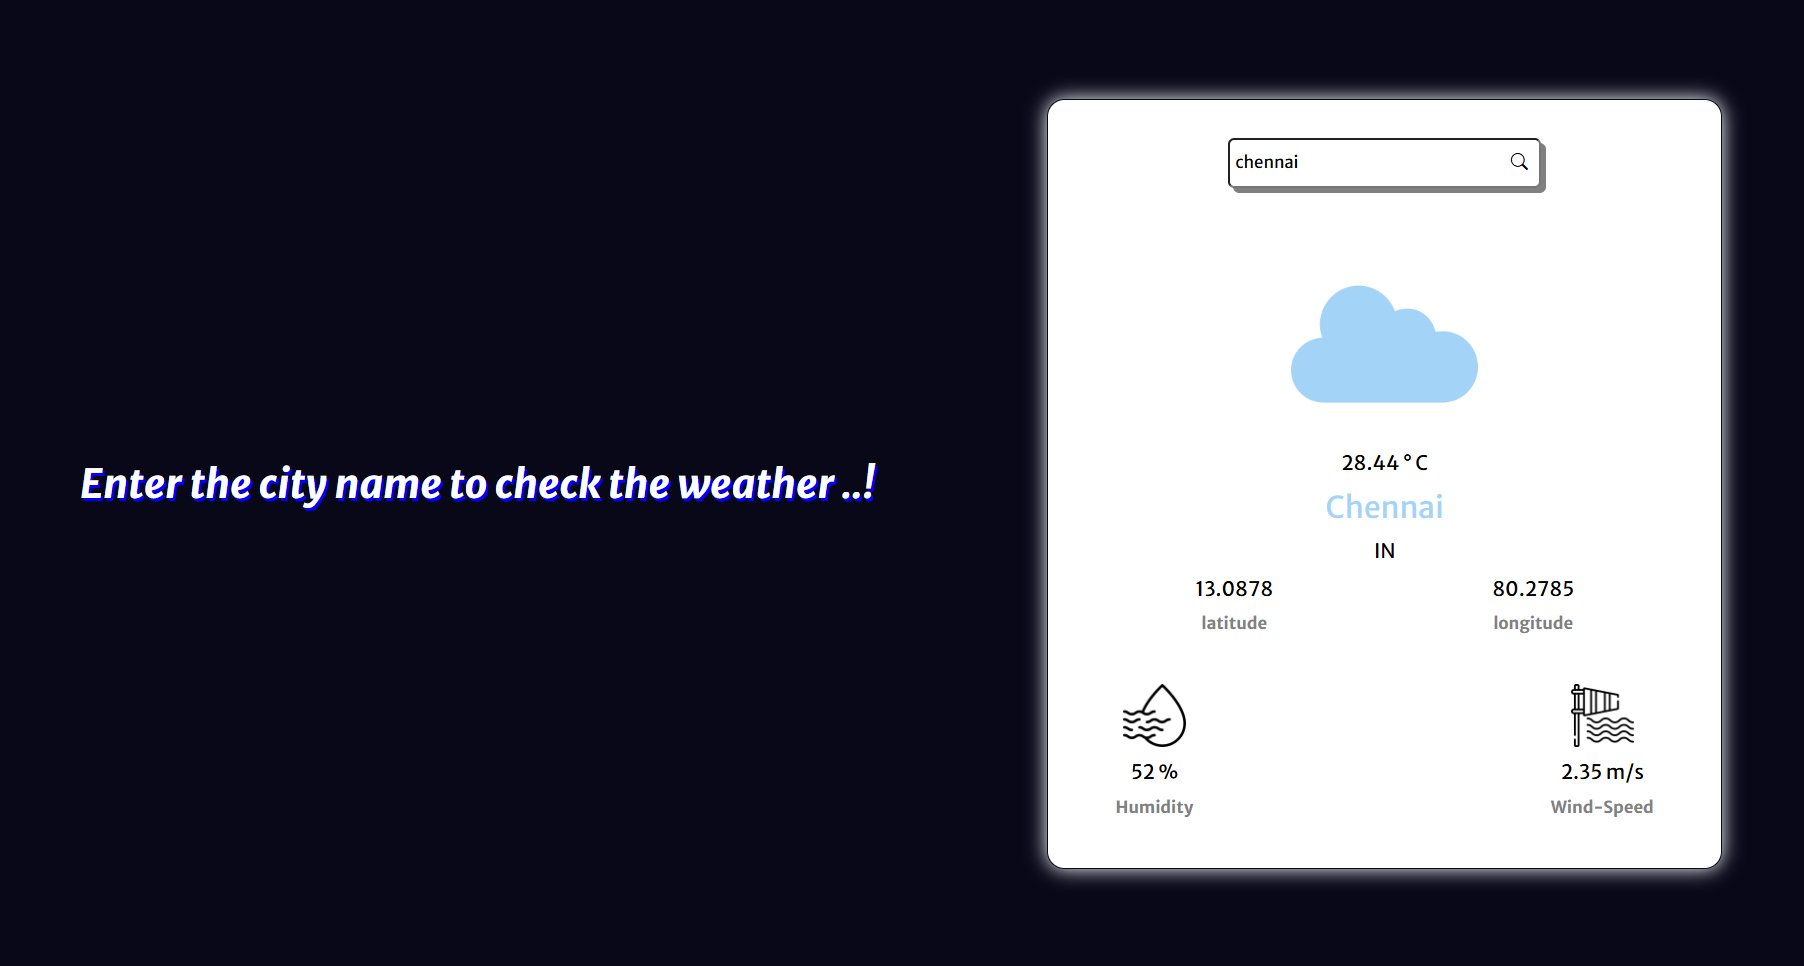 Enter the city name to check the weather ..!
chennai
28.44 ° C
Chennai
IN
13.0878 80.2785
latitude longitude
52 % 2.35 m/s
Humidity Wind-Speed